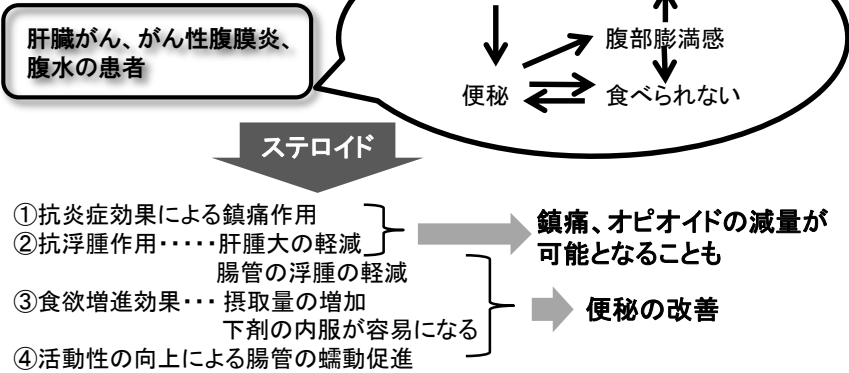 肝臓がん、がん性腹膜炎、
腹水の患者
腹部膨満感
便秘
食べられない
ステロイド
①抗炎症効果による鎮痛作用
②抗浮腫作用・・・・・肝腫大の軽減
腸管の浮腫の軽減
③食欲増進効果・・・ 摂取量の増加
下剤の内服が容易になる
④活動性の向上による腸管の蠕動促進
鎮痛、オピオイドの減量が
可能となることも
便秘の改善